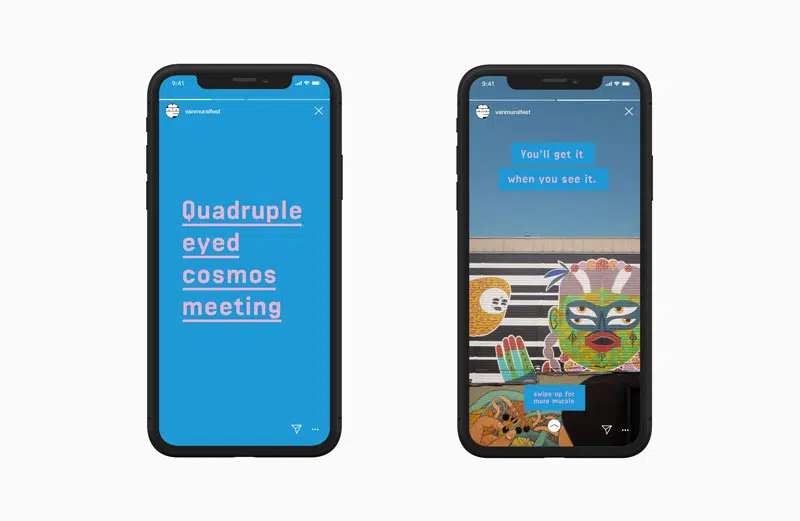 9:41
vanmuralfest
Quadruple
eyed
cosmos
meeting
9:41
vanmuralfest
You'll get it
when you see it.
swipe up for
more murals